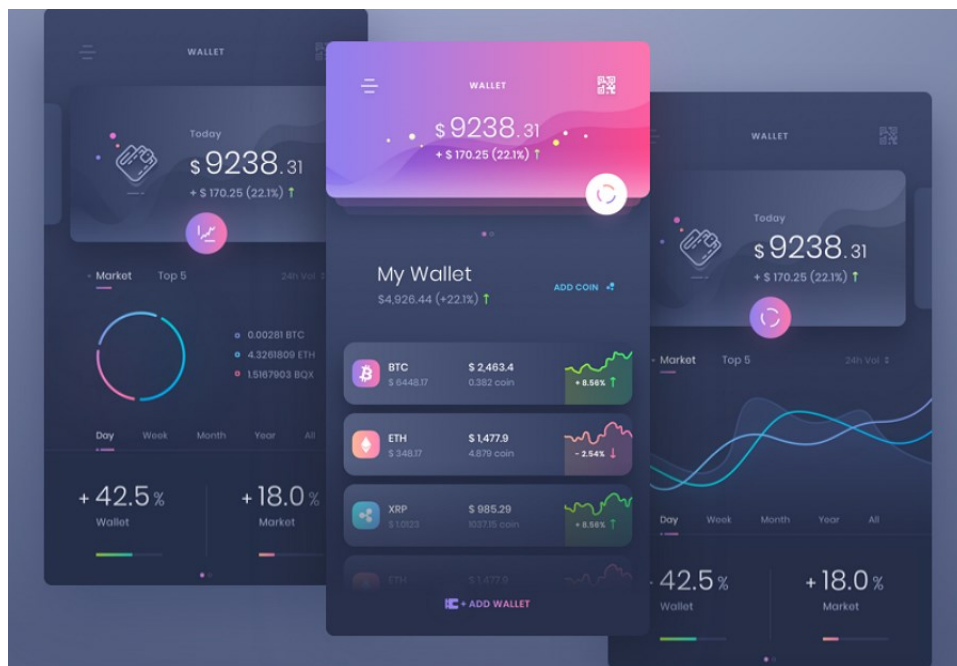 WALLET
Today
$ 9238.31
+ $ 170.25 (22.1%) ↑
Market Top 5 24h Vol
0.00281 BTC
4.3261809 ETH
1.5167903 BQX
Day Week Month Year All
+ 42.5 % + 18.0 %
Wallet Market
WALLET
$ 9238.31
+ $ 170.25 (22.1%) ↑
My Wallet
$4,926.44 (+22.1%) ↑
ADD COIN
BTC $ 2,463.4
$ 6448.17 0.382 coin + 8.56% ↑
ETH $ 1,477.9
$ 348.17 4.879 coin - 2.54% ↓
XRP $ 985.29
$ 1.0123 1037.15 coin + 8.56% ↑
ETH $ 1,477.9
+ ADD WALLET
WALLET
Today
$ 9238.31
+ $ 170.25 (22.1%) ↑
Market Top 5 24h Vol
Day Week Month Year All
42.5 % + 18.0 %
Wallet Market